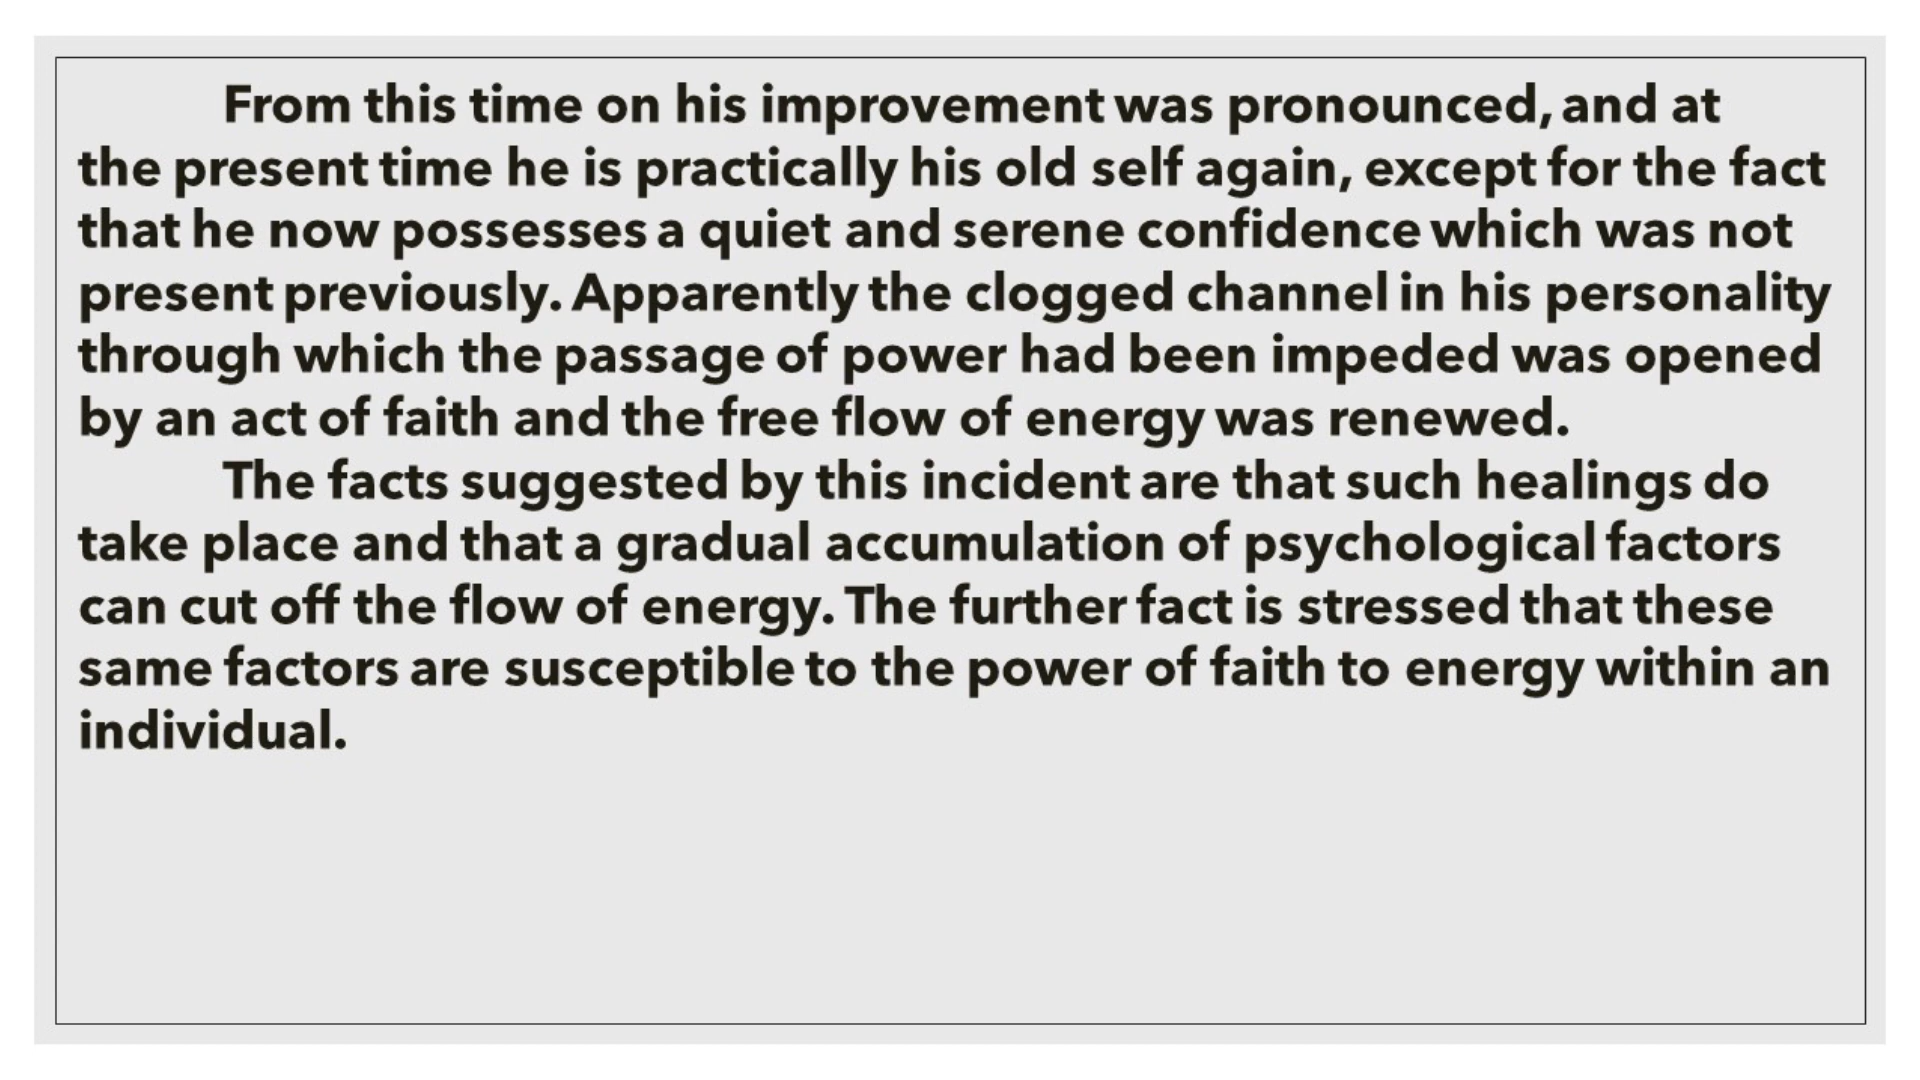 From this time on his improvement was pronounced, and at
the present time he is practically his old self again, except for the fact
that he now possesses a quiet and serene confidence which was not
present previously. Apparently the clogged channel in his personality
through which the passage of power had been impeded was opened
by an act of faith and the free flow of energy was renewed.
The facts suggested by this incident are that such healings do
take place and that a gradual accumulation of psychological factors
can cut off the flow of energy. The further fact is stressed that these
same factors are susceptible to the power of faith to energy within an
individual.